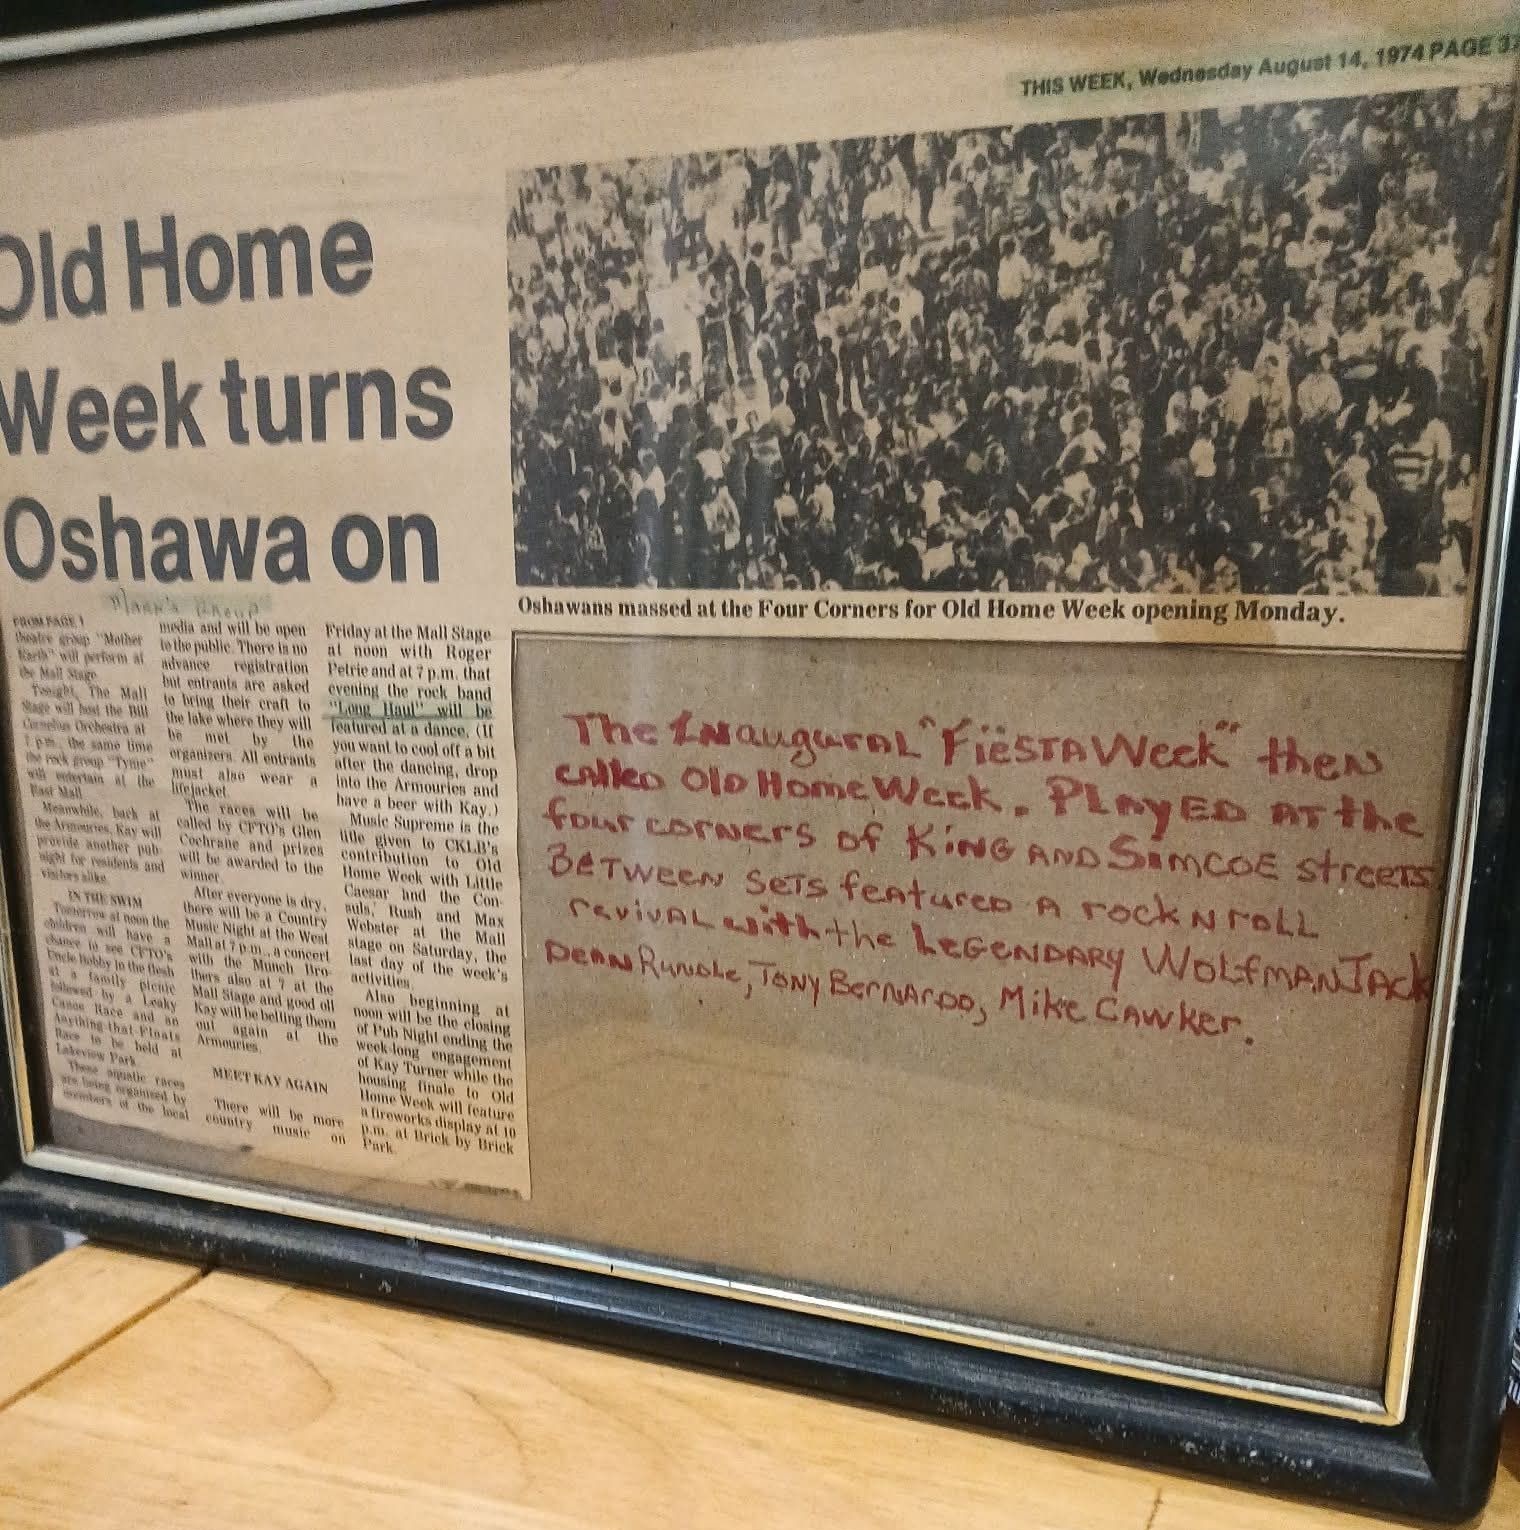 THIS WEEK, Wednesday August 14, 1974 PAGE 37
Old Home
Week turns
Oshawa on
Oshawans massed at the Four Corners for Old Home Week opening Monday.
FROM PAGE 1
theatre group "Mother
Earth" will perform at
the Mall Stage.
Tonight, The Mall
Stage will host the Bill
Cornelius Orchestra at
7 p.m., the same time
the rock group "Tyme"
will entertain at the
East Mall.
Meanwhile, back at
the Armouries, Kay will
provide another pub
night for residents and
visitors alike.
IN THE SWIM
Tomorrow at noon the
children will have a
chance to see CFTO's
Uncle Bobby in the flesh
at a family picnic
followed by a Leaky
Canoe Race and an
Anything-that-Floats
Race to be held at
Lakeview Park.
These aquatic races
are being organized by
members of the local
media and will be open
to the public. There is no
advance registration
but entrants are asked
to bring their craft to
the lake where they will
be met by the
organizers. All entrants
must also wear a
lifejacket.
The races will be
called by CFTO's Glen
Cochrane and prizes
will be awarded to the
winner.
After everyone is dry,
there will be a Country
Music Night at the West
Mall at 7 p.m., a concert
with the Munch Bro-
thers also at 7 at the
Mall Stage and good old
Kay will be belting them
out again at the
Armouries.
MEET KAY AGAIN
There will be more
country music on
Friday at the Mall Stage
at noon with Roger
Petrie and at 7 p.m. that
evening the rock band
"Long Haul" will be
featured at a dance. (If
you want to cool off a bit
after the dancing, drop
into the Armouries and
have a beer with Kay.)
Music Supreme is the
title given to CKLB's
contribution to Old
Home Week with Little
Caesar and the Con-
suls, Rush and Max
Webster at the Mall
stage on Saturday, the
last day of the week's
activities.
Also beginning at
noon will be the closing
of Pub Night ending the
week-long engagement
of Kay Turner while the
housing finale to Old
Home Week will feature
a fireworks display at 10
p.m. at Brick by Brick
Park.
The Inaugural "Fiesta Week" then
called Old Home Week. Played at the
four corners of King and Simcoe streets
Between sets featured a rock N roll
revival with the Legendary Wolfman Jack
Dean Rundle, Tony Bernardo, Mike Cawker.